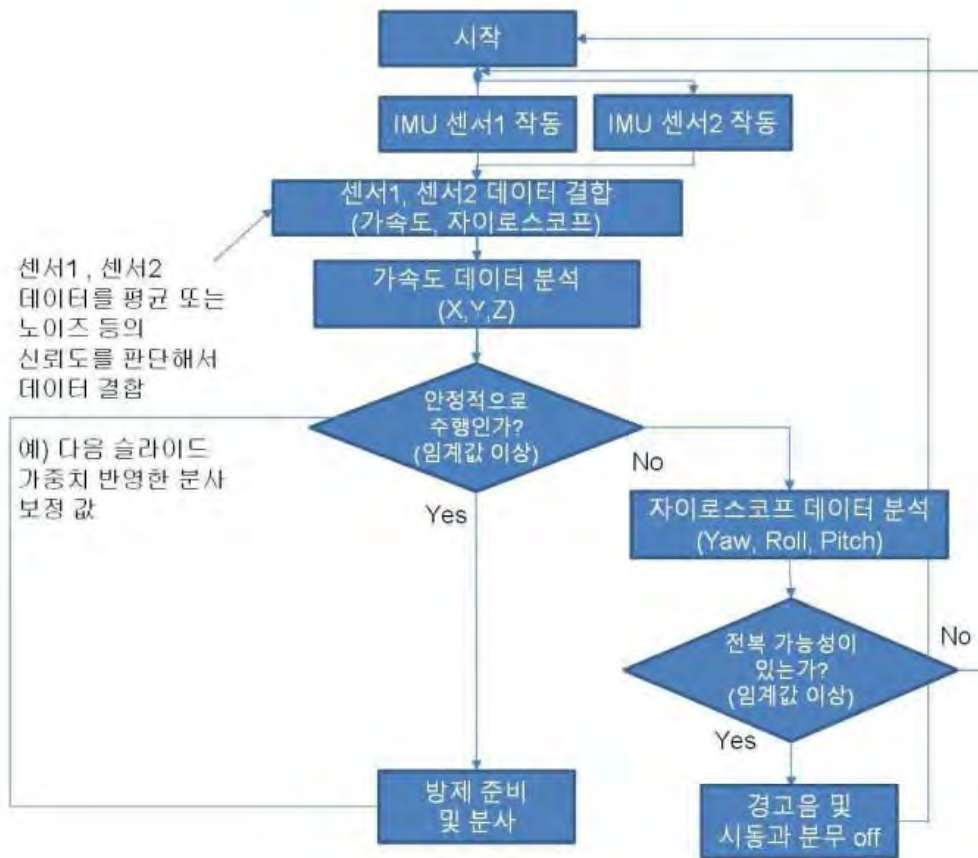 시작
IMU 센서1 작동
IMU 센서2 작동
센서1, 센서2 데이터 결합
(가속도, 자이로스코프)
센서1 , 센서2
데이터를 평균 또는
노이즈 등의
신뢰도를 판단해서
데이터 결합
가속도 데이터 분석
(X,Y,Z)
안정적으로
주행인가?
(임계값 이상)
예) 다음 슬라이드
가중치 반영한 분사
보정 값
No
Yes
자이로스코프 데이터 분석
(Yaw, Roll, Pitch)
전복 가능성이
있는가?
(임계값 이상)
No
Yes
방제 준비
및 분사
경고음 및
시동과 분무 off